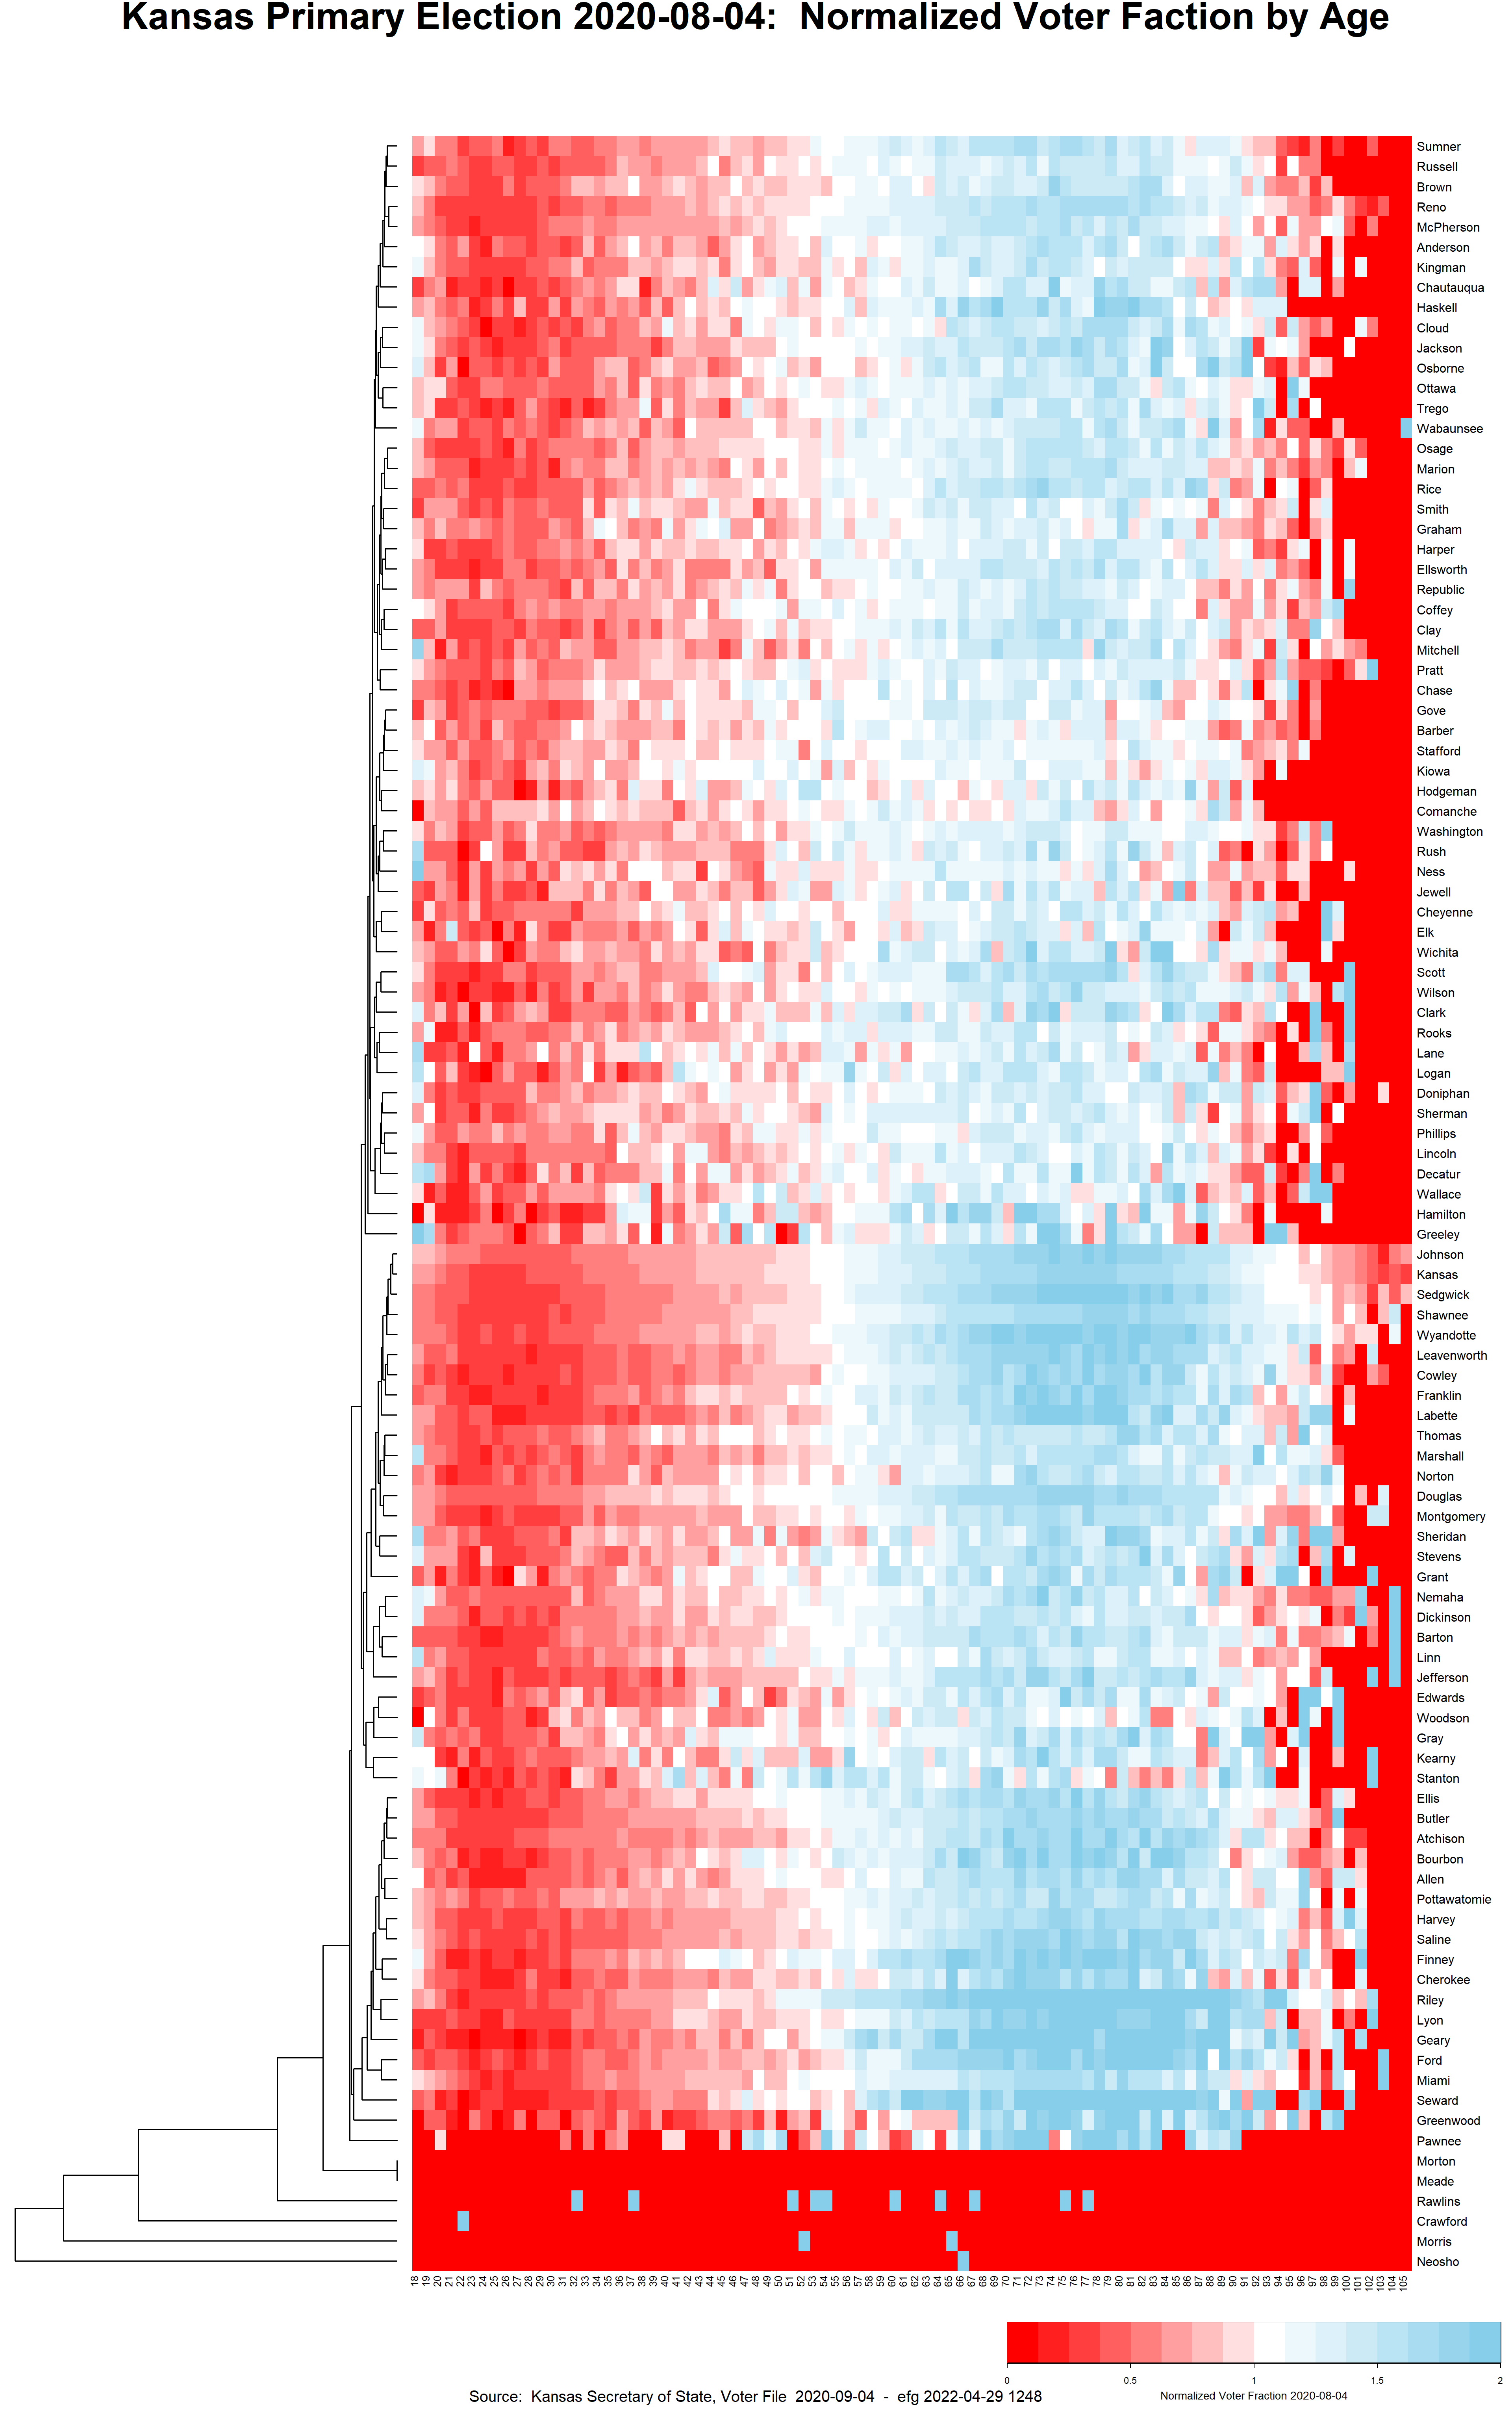 Kansas Primary Election 2020-08-04:  Normalized Voter Faction by Age
Sumner
Russell
Brown
Reno
McPherson
Anderson
Kingman
Chautauqua
Haskell
Cloud
Jackson
Osborne
Ottawa
Trego
Wabaunsee
Osage
Marion
Rice
Smith
Graham
Harper
Ellsworth
Republic
Coffey
Clay
Mitchell
Pratt
Chase
Gove
Barber
Stafford
Kiowa
Hodgeman
Comanche
Washington
Rush
Ness
Jewell
Cheyenne
Elk
Wichita
Scott
Wilson
Clark
Rooks
Lane
Logan
Doniphan
Sherman
Phillips
Lincoln
Decatur
Wallace
Hamilton
Greeley
Johnson
Kansas
Sedgwick
Shawnee
Wyandotte
Leavenworth
Cowley
Franklin
Labette
Thomas
Marshall
Norton
Douglas
Montgomery
Sheridan
Stevens
Grant
Nemaha
Dickinson
Barton
Linn
Jefferson
Edwards
Woodson
Gray
Kearny
Stanton
Ellis
Butler
Atchison
Bourbon
Allen
Pottawatomie
Harvey
Saline
Finney
Cherokee
Riley
Lyon
Geary
Ford
Miami
Seward
Greenwood
Pawnee
Morton
Meade
Rawlins
Crawford
Morris
Neosho
18 19 20 21 22 23 24 25 26 27 28 29 30 31 32 33 34 35 36 37 38 39 40 41 42 43 44 45 46 47 48 49 50 51 52 53 54 55 56 57 58 59 60 61 62 63 64 65 66 67 68 69 70 71 72 73 74 75 76 77 78 79 80 81 82 83 84 85 86 87 88 89 90 91 92 93 94 95 96 97 98 99 100 101 102 103 104 105
0 0.5 1 1.5 2
Normalized Voter Fraction 2020-08-04
Source:  Kansas Secretary of State, Voter File  2020-09-04  -  efg 2022-04-29 1248